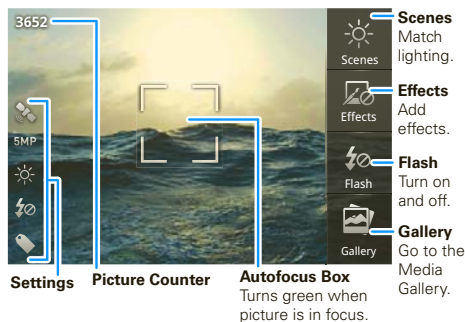 3652
5MP
Scenes
Effects
Flash
Gallery
Scenes
Match
lighting.
Effects
Add
effects.
Flash
Turn on
and off.
Gallery
Go to the
Media
Gallery.
Settings
Picture Counter
Autofocus Box
Turns green when
picture is in focus.